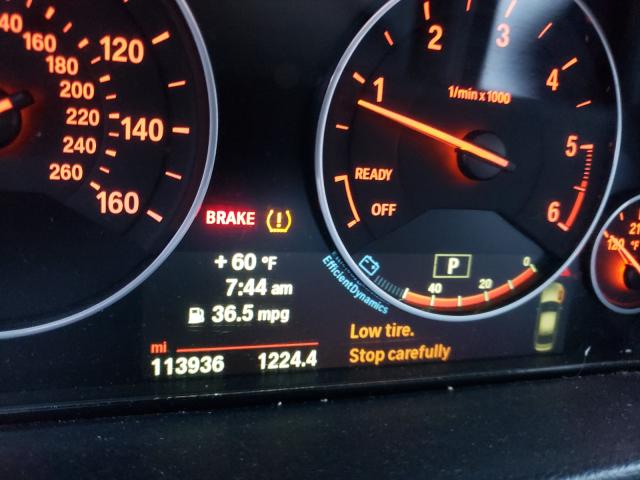 40
160
120
180
200
220
140
240
260
160
1
2
3
4
5
6
1/min x 1000
READY
OFF
BRAKE
+60 °F
7:44 am
36.5 mpg
mi
113936 1224.4
EfficientDynamics
P
40 20 0
Low tire.
Stop carefully
120
21
°F